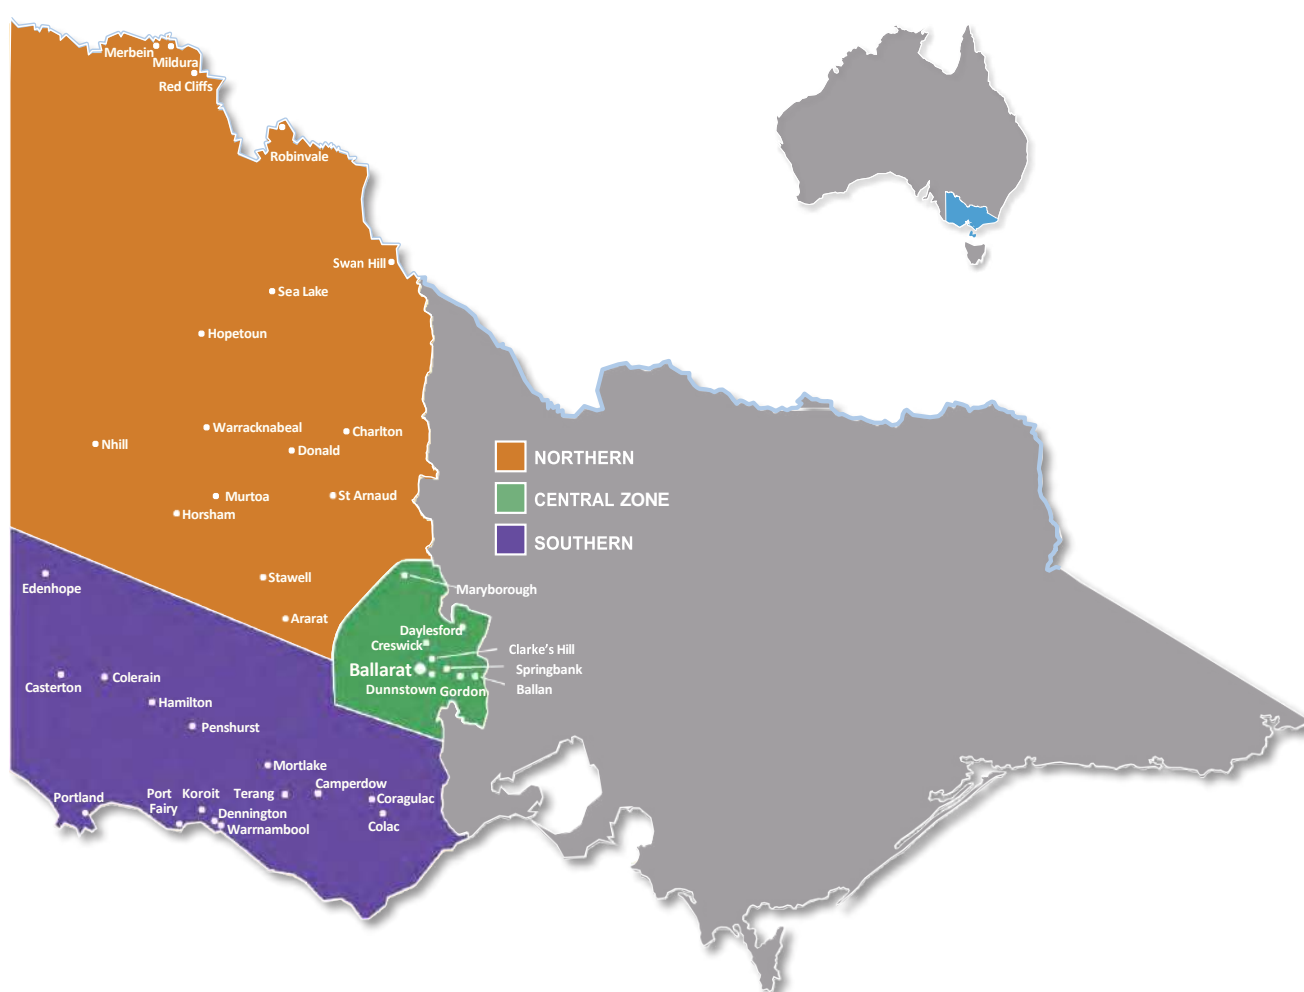 Merbein
Mildura
Red Cliffs
Robinvale
Swan Hill
Sea Lake
Hopetoun
Warracknabeal
Charlton
Nhill
Donald
Murtoa
St Arnaud
Horsham
Stawell
Ararat
NORTHERN
CENTRAL ZONE
SOUTHERN
Edenhope
Maryborough
Daylesford
Creswick
Clarke's Hill
Ballarat
Springbank
Dunnstown
Gordon
Ballan
Casterton
Colerain
Hamilton
Penshurst
Mortlake
Camperdow
Portland
Port
Fairy
Koroit
Terang
Coragulac
Dennington
Warrnambool
Colac